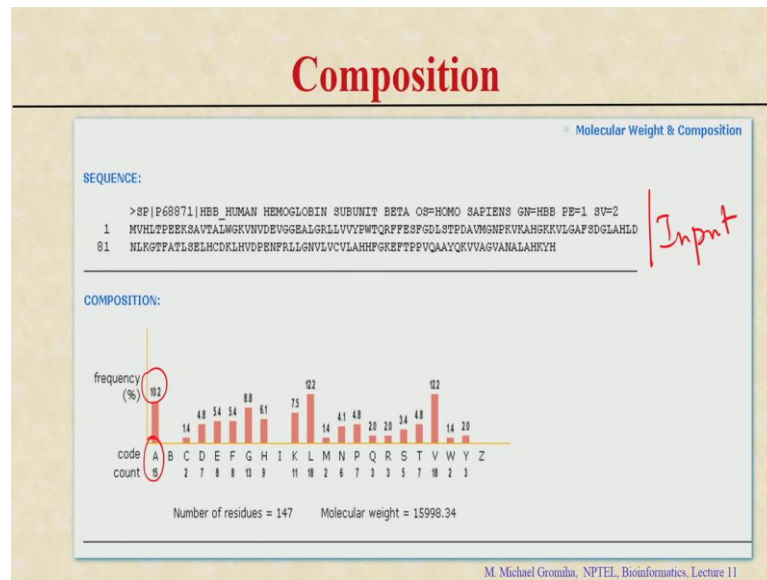 Composition
Molecular Weight & Composition
SEQUENCE:
>SP|P68871|HBB_HUMAN HEMOGLOBIN SUBUNIT BETA OS=HOMO SAPIENS GN=HBB PE=1 SV=2
1 MVHLTPEEKSAVTALWGKVNVDEVGGEALGRLLVVYPWTQRFFESFGDLSTPDAVMGNPKVKAHGKKVLGAFSDGLAHLD
81 NLKGTFATLSELHCDKLHVDPENFRLLGNVLVCVLAHHFGKEFTPPVQAAYQKVVAGVANALAHKYH
Input
COMPOSITION:
frequency
(%) 10.2 1.4 4.8 5.4 5.4 8.8 6.1 7.5 12.2 1.4 4.1 4.8 2.0 2.0 3.4 4.8 12.2 1.4 2.0
code A B C D E F G H I K L M N P Q R S T V W Y Z
count 15 2 7 8 8 13 9 11 18 2 6 7 3 3 5 7 18 2 3
Number of residues = 147 Molecular weight = 15998.34
M. Michael Gromiha, NPTEL, Bioinformatics, Lecture 11